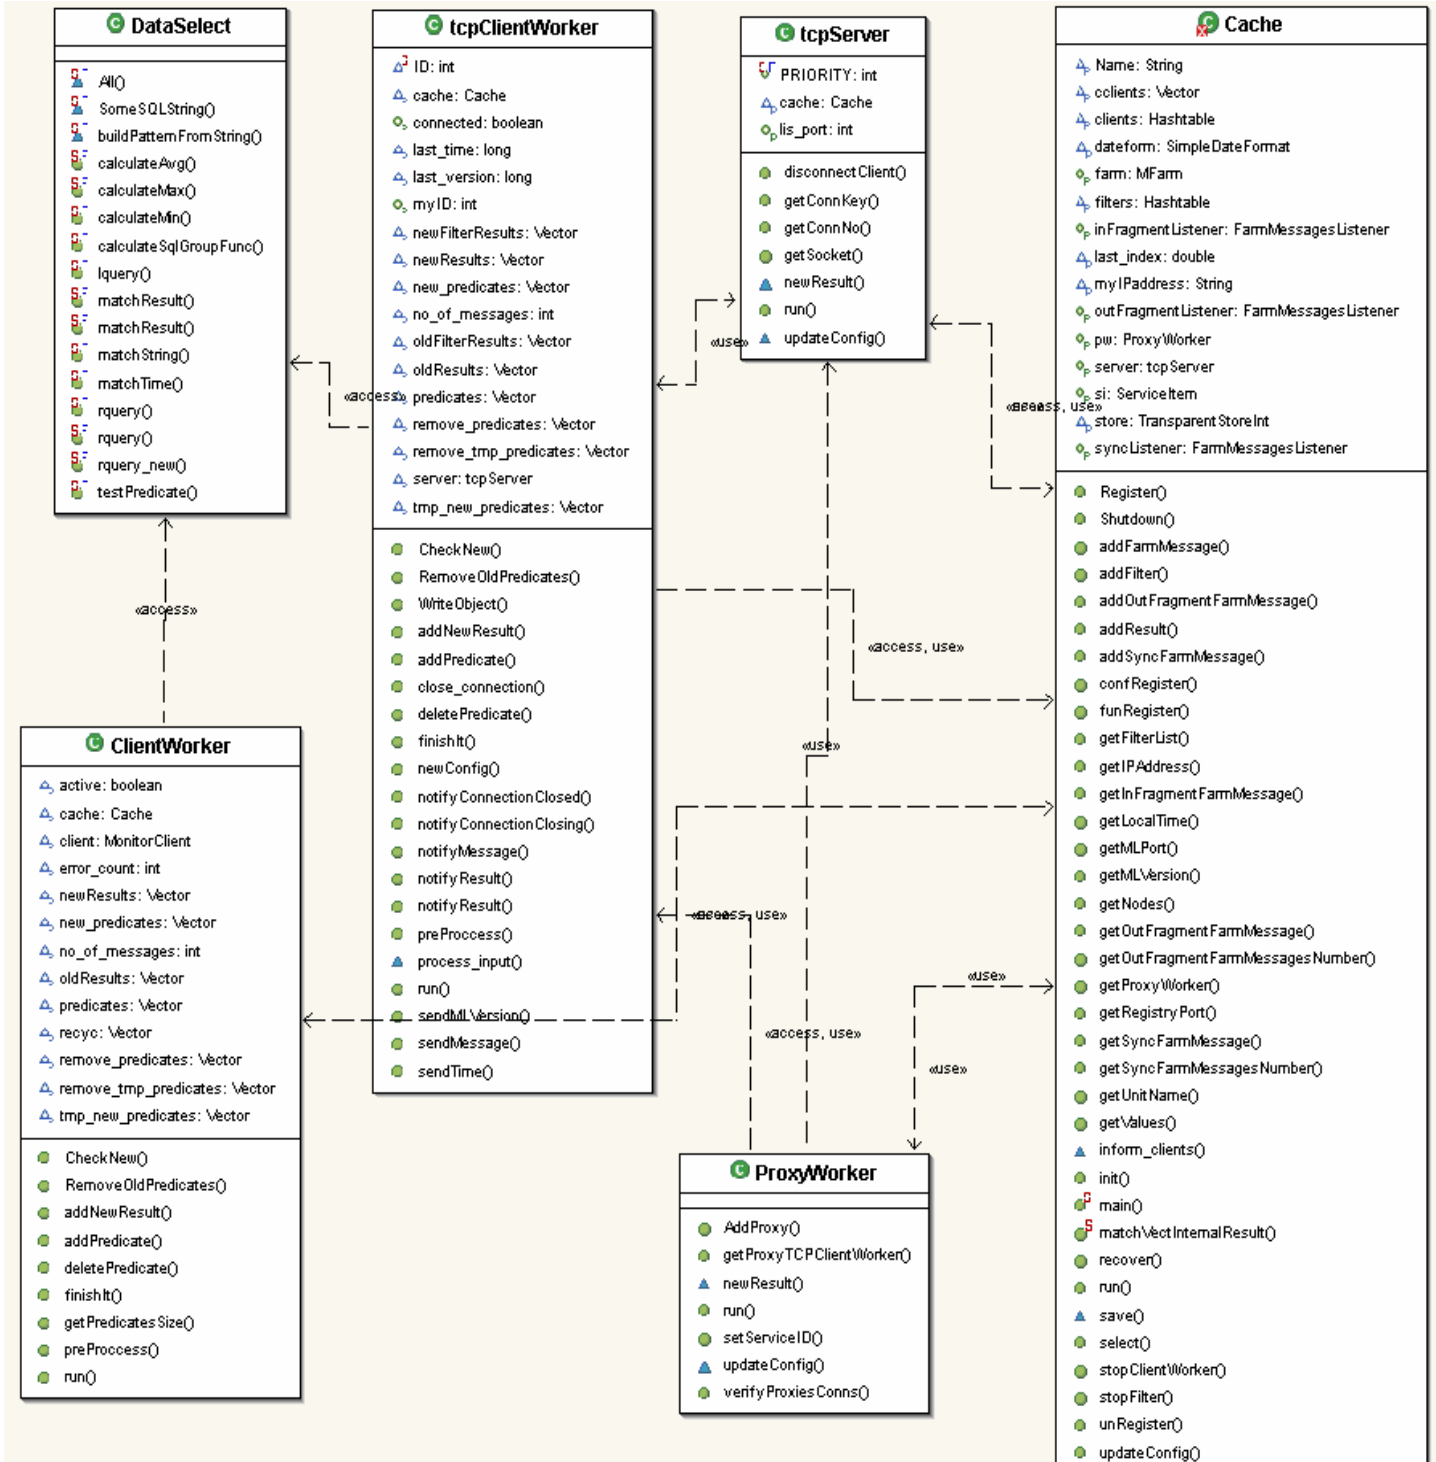 DataSelect
All()
SomeSQLString()
buildPatternFromString()
calculateAvg()
calculateMax()
calculateMin()
calculateSqlGroupFunc()
lquery()
matchResult()
matchResult()
matchString()
matchTime()
rquery()
rquery()
rquery_new()
testPredicate()
«access»
«access»
tcpClientWorker
ID: int
cache: Cache
connected: boolean
last_time: long
last_version: long
myID: int
newFilterResults: Vector
newResults: Vector
new_predicates: Vector
no_of_messages: int
oldFilterResults: Vector
oldResults: Vector
predicates: Vector
remove_predicates: Vector
remove_tmp_predicates: Vector
server: tcpServer
tmp_new_predicates: Vector
CheckNew()
RemoveOldPredicates()
WriteObject()
addNewResult()
addPredicate()
close_connection()
deletePredicate()
finishIt()
newConfig()
notifyConnectionClosed()
notifyConnectionClosing()
notifyMessage()
notifyResult()
notifyResult()
preProccess()
process_input()
run()
sendMLVersion()
sendMessage()
sendTime()
tcpServer
PRIORITY: int
cache: Cache
lis_port: int
disconnectClient()
getConnKey()
getConnNo()
getSocket()
newResult()
run()
updateConfig()
«use»
«access, use»
«access, use»
«use»
«access, use»
«use»
«access, use»
«use»
Cache
Name: String
cclients: Vector
clients: Hashtable
dateform: SimpleDateFormat
farm: MFarm
filters: Hashtable
inFragmentListener: FarmMessagesListener
last_index: double
myIPaddress: String
outFragmentListener: FarmMessagesListener
pw: ProxyWorker
server: tcpServer
si: ServiceItem
store: TransparentStoreInt
syncListener: FarmMessagesListener
Register()
Shutdown()
addFarmMessage()
addFilter()
addOutFragmentFarmMessage()
addResult()
addSyncFarmMessage()
confRegister()
funRegister()
getFilterList()
getIPAddress()
getInFragmentFarmMessage()
getLocalTime()
getMLPort()
getMLVersion()
getNodes()
getOutFragmentFarmMessage()
getOutFragmentFarmMessagesNumber()
getProxyWorker()
getRegistryPort()
getSyncFarmMessage()
getSyncFarmMessagesNumber()
getUnitName()
getValues()
inform_clients()
init()
main()
matchVectInternalResult()
recover()
run()
save()
select()
stopClientWorker()
stopFilter()
unRegister()
updateConfig()
ClientWorker
active: boolean
cache: Cache
client: MonitorClient
error_count: int
newResults: Vector
new_predicates: Vector
no_of_messages: int
oldResults: Vector
predicates: Vector
recyc: Vector
remove_predicates: Vector
remove_tmp_predicates: Vector
tmp_new_predicates: Vector
CheckNew()
RemoveOldPredicates()
addNewResult()
addPredicate()
deletePredicate()
finishIt()
getPredicatesSize()
preProccess()
run()
ProxyWorker
AddProxy()
getProxyTCPClientWorker()
newResult()
run()
setServiceID()
updateConfig()
verifyProxiesConns()